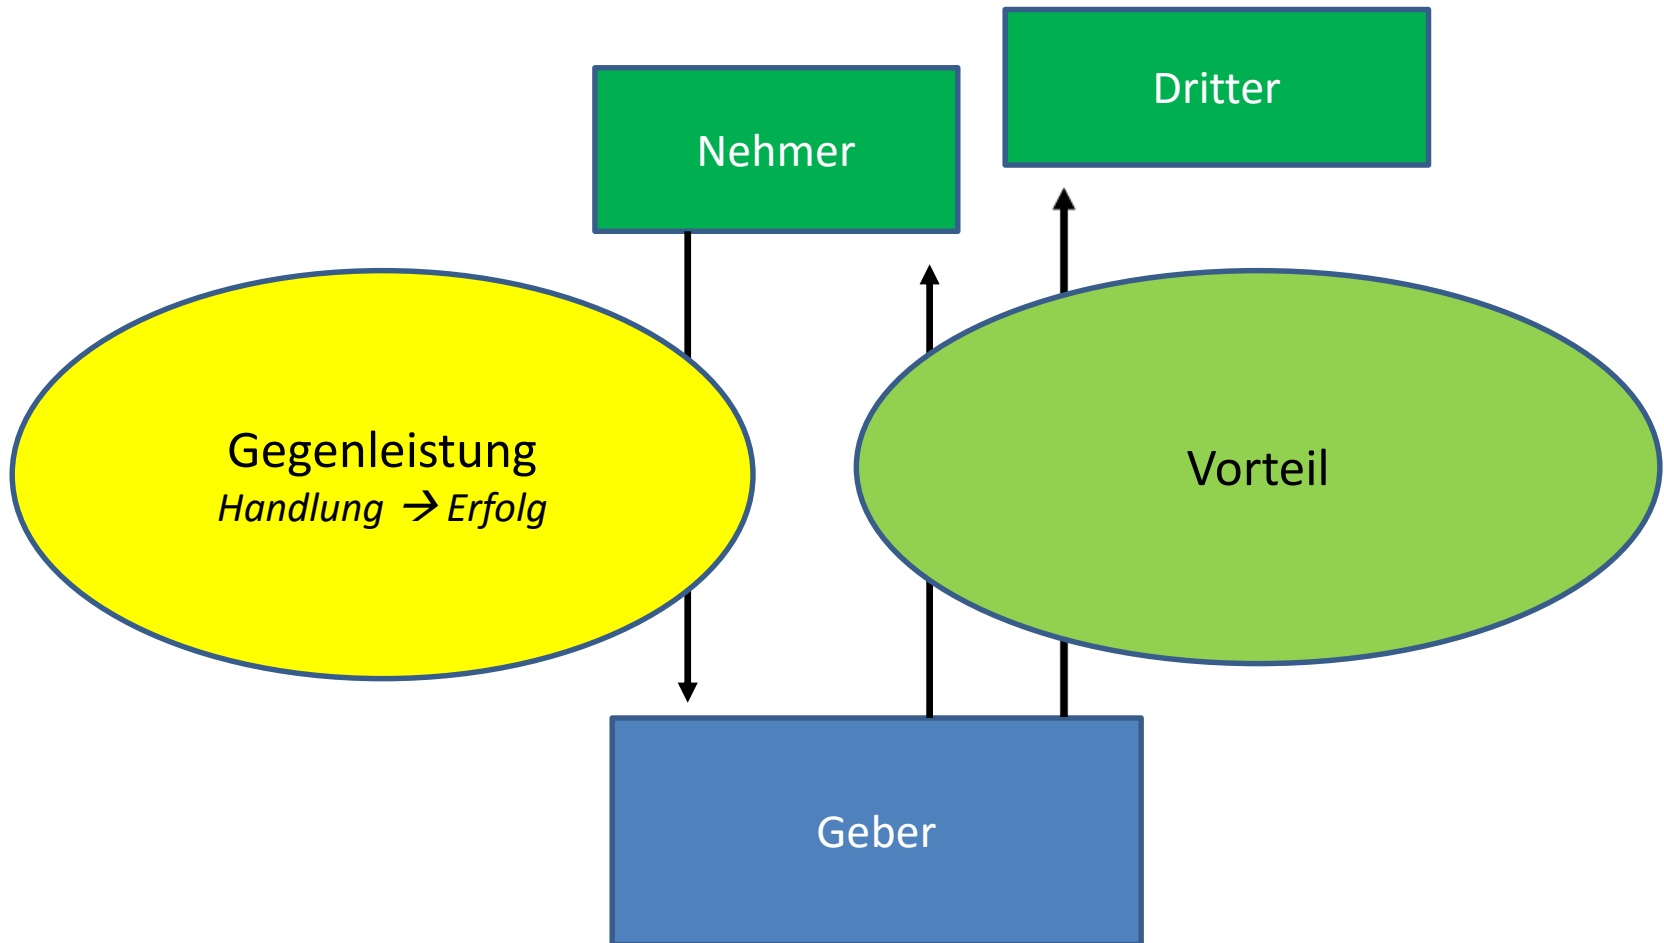 Dritter
Nehmer
Gegenleistung
Handlung → Erfolg
Vorteil
Geber